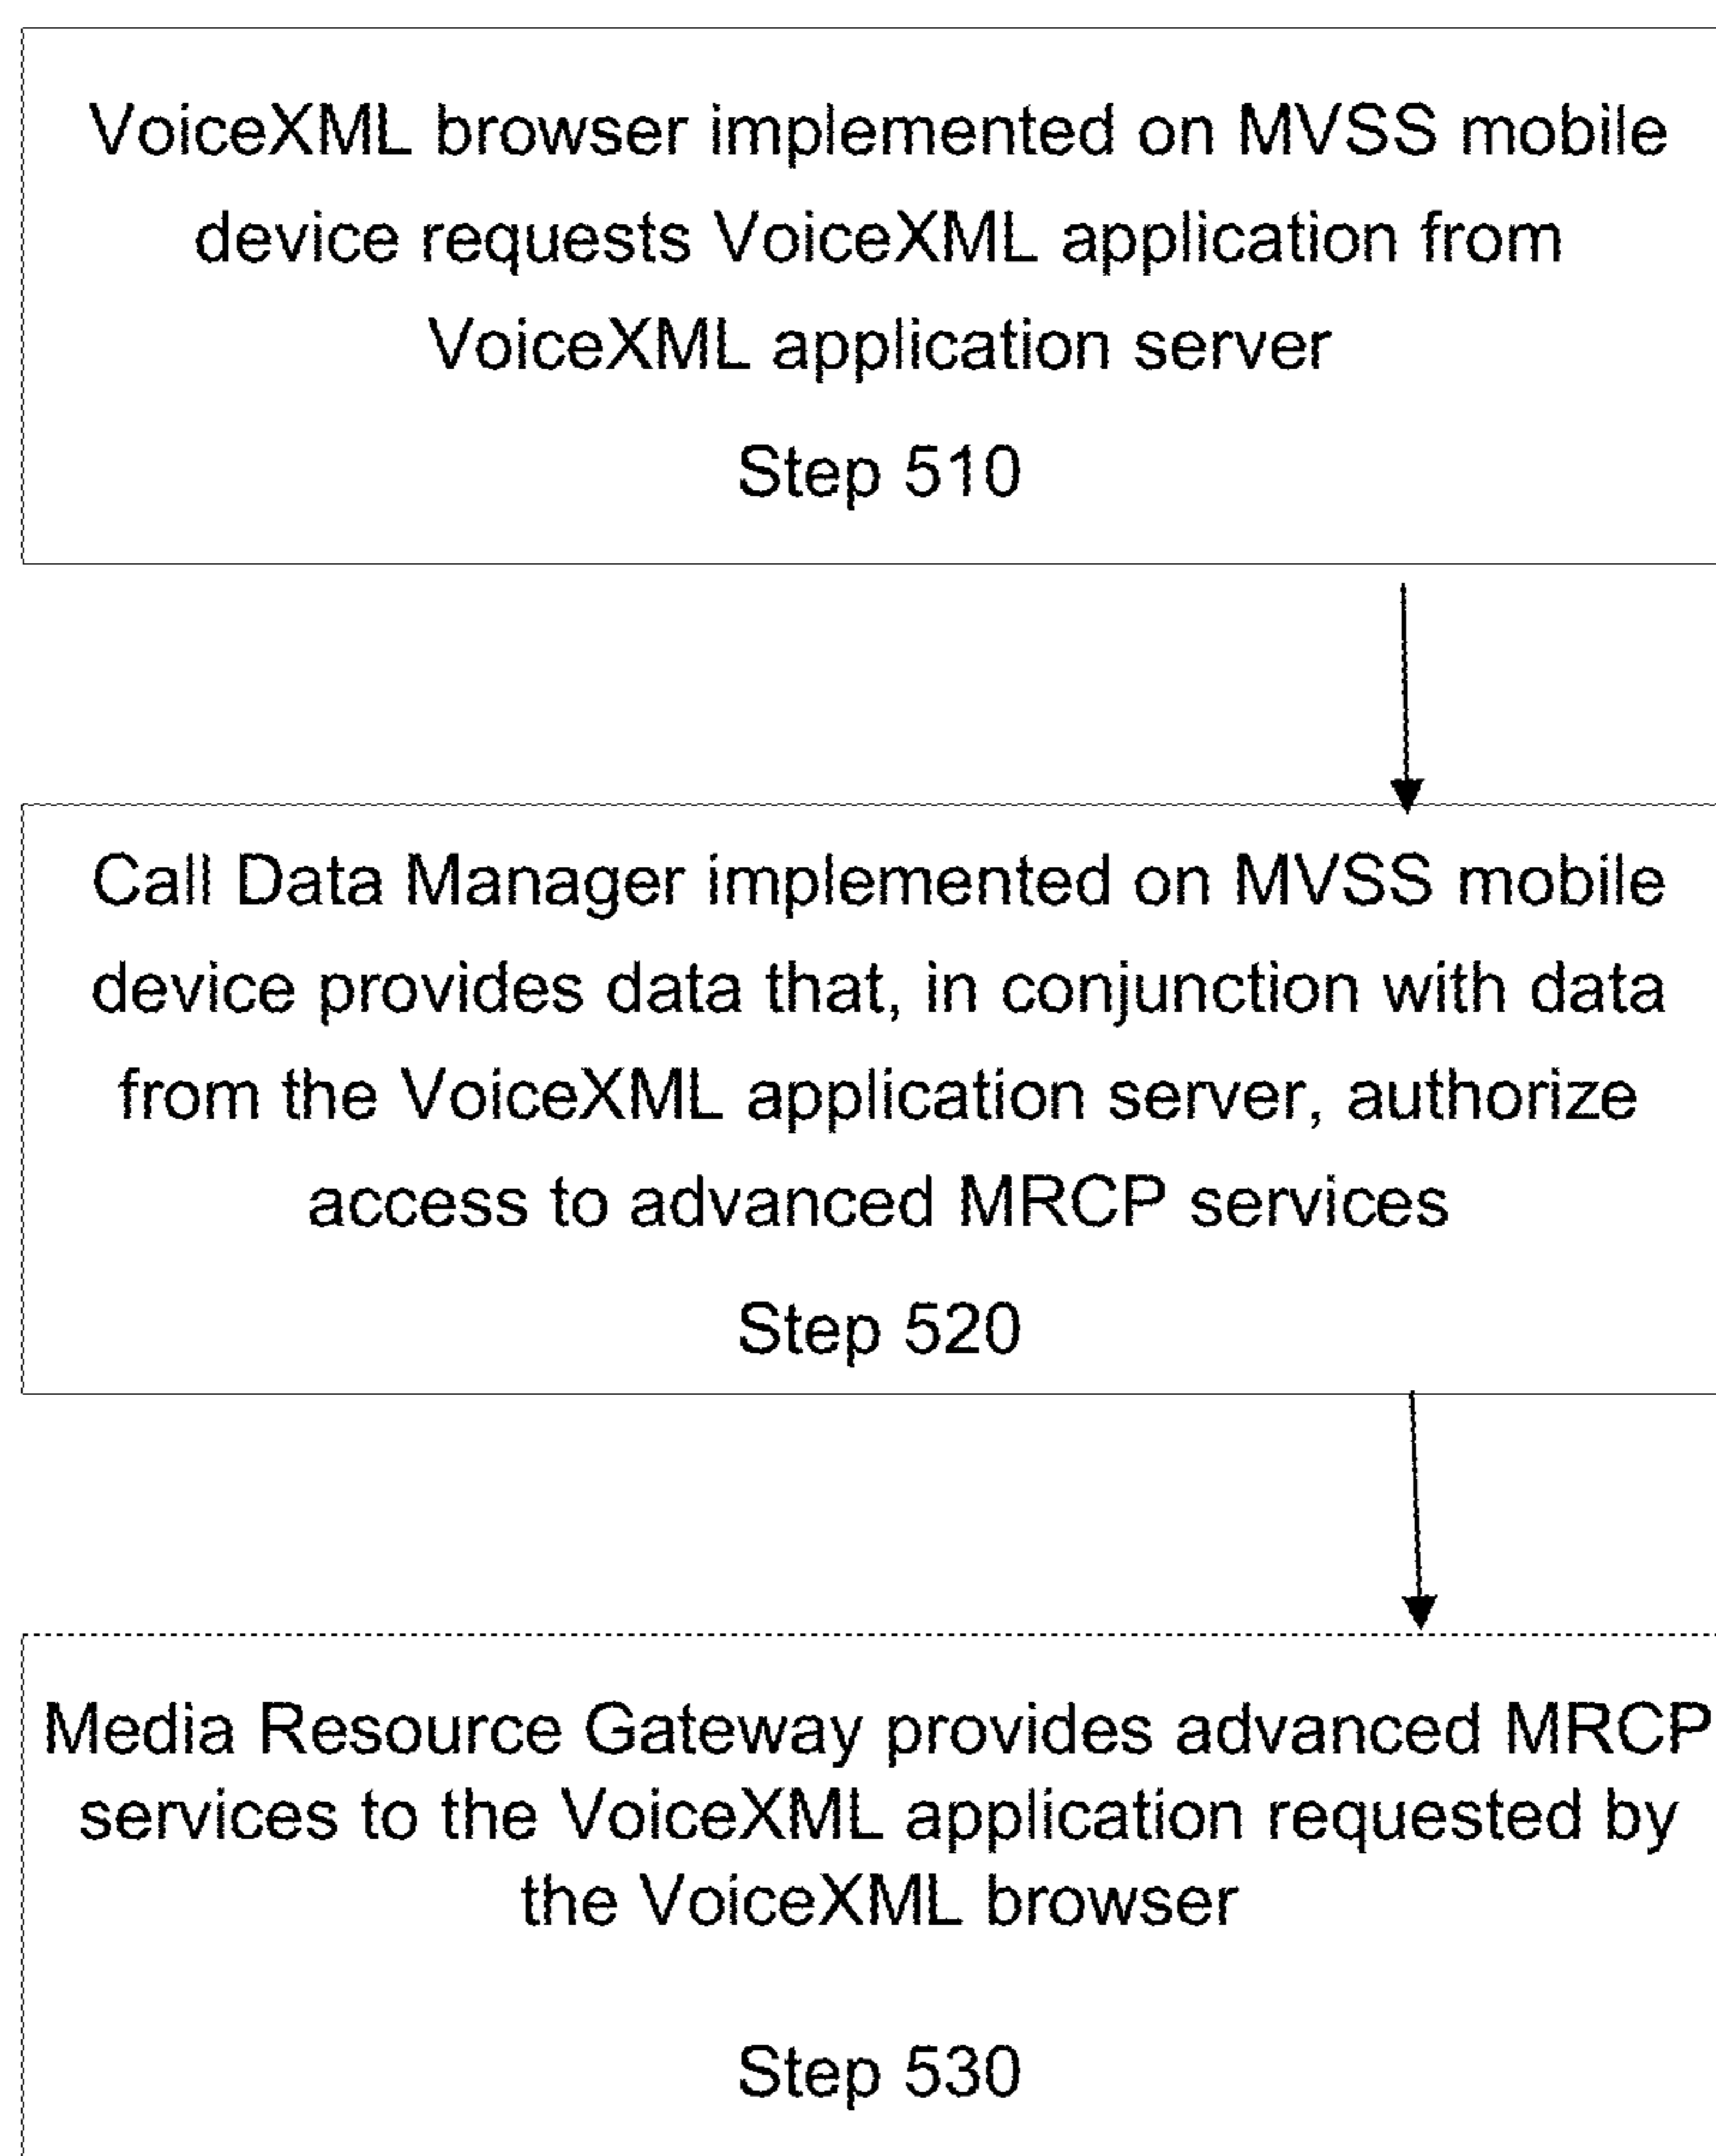 VoiceXML browser implemented on MVSS mobile
device requests VoiceXML application from
VoiceXML application server
Step 510
Call Data Manager implemented on MVSS mobile
device provides data that, in conjunction with data
from the VoiceXML application server, authorize
access to advanced MRCP services
Step 520
Media Resource Gateway provides advanced MRCP
services to the VoiceXML application requested by
the VoiceXML browser
Step 530